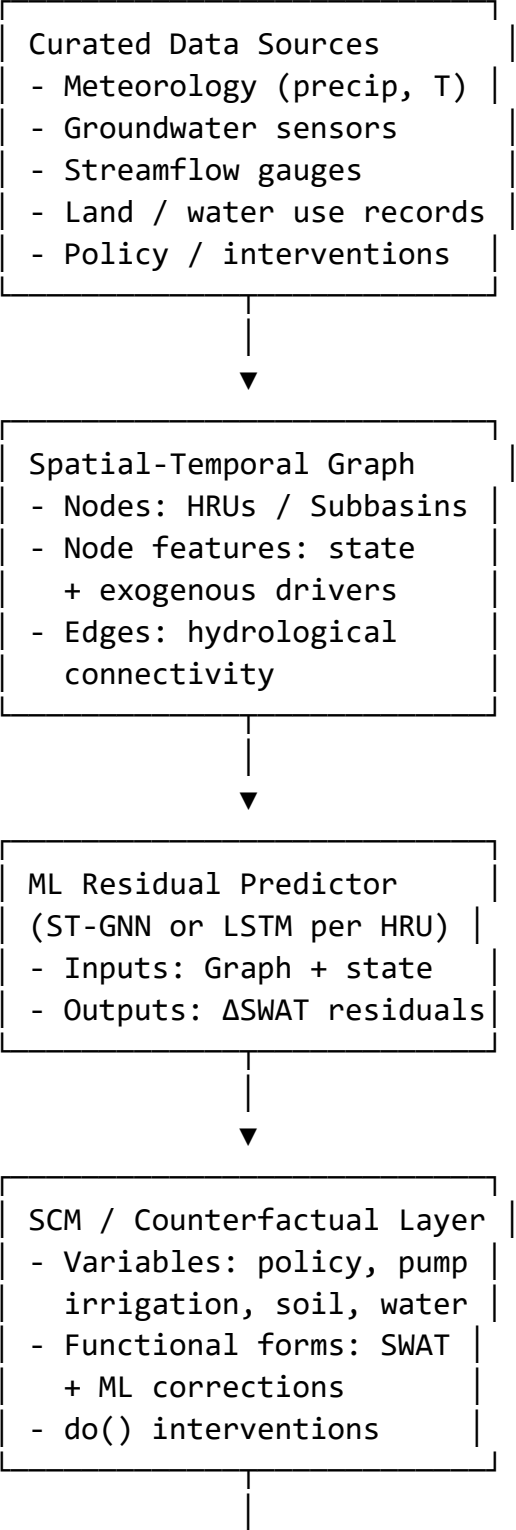 Curated Data Sources
- Meteorology (precip, T)
- Groundwater sensors
- Streamflow gauges
- Land / water use records
- Policy / interventions
Spatial-Temporal Graph
- Nodes: HRUs / Subbasins
- Node features: state
+ exogenous drivers
- Edges: hydrological
connectivity
ML Residual Predictor
(ST-GNN or LSTM per HRU)
- Inputs: Graph + state
- Outputs: ΔSWAT residuals
SCM / Counterfactual Layer
- Variables: policy, pump
irrigation, soil, water
- Functional forms: SWAT
+ ML corrections
- do() interventions